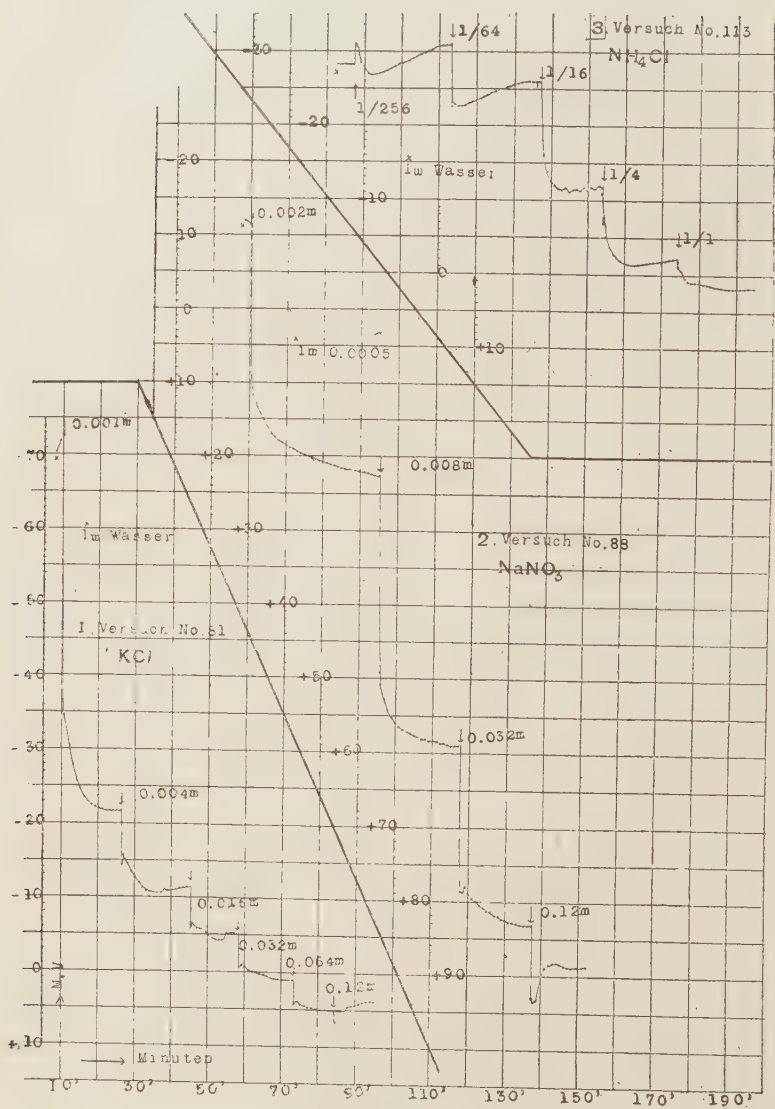 3.Versuch No.113
NH4Cl
↓1/64
-30
↓1/16
1/256
-20
-20
x im Wasser
↓1/4
+10
0.002m
-10
↓1/1
0
0
x im 0.0005
+10
+10
0.001m
-70
+20
0.008m
-60
+30
x im Wasser
2.Versuch No.88
NaNO3
-50
+40
1.Versuch No.81
KCl
-40
+50
-30
+60
0.032m
0.004m
-20
+70
-10
+80
0.016m
0.12m
0.032m
0.064m
0
M.V
+90
0.12m
+10
→ Minuten
10' 30' 50' 70' 90' 110' 130' 150' 170' 190'